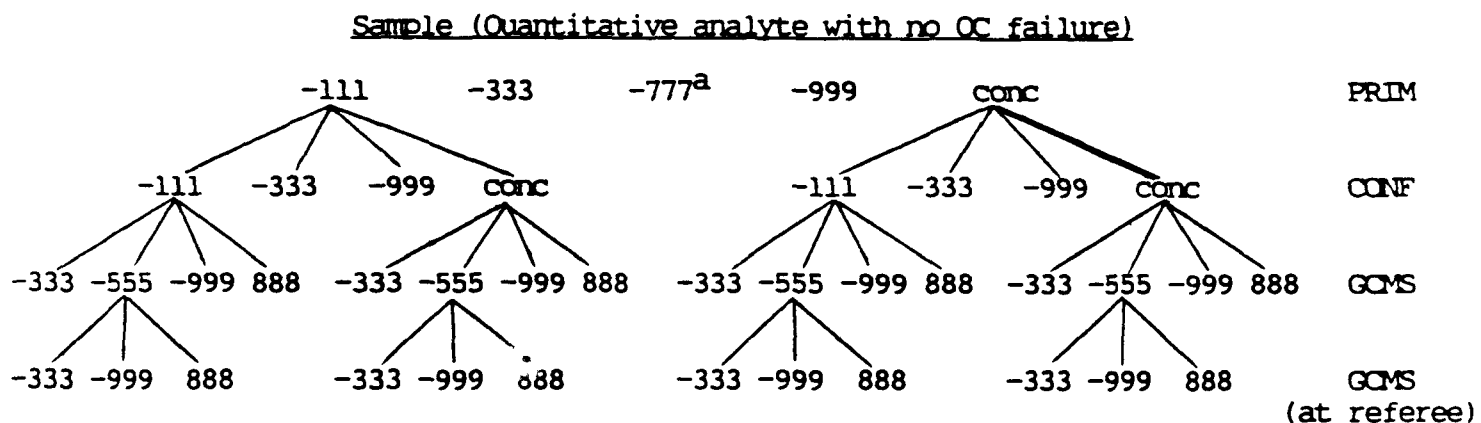 Sample (Quantitative analyte with no QC failure)
-111 -333 -777a -999 conc PRIM
-111 -333 -999 conc -111 -333 -999 conc CONF
-333 -555 -999 888 -333 -555 -999 888 -333 -555 -999 888 -333 -555 -999 888 GCMS
-333 -999 888 -333 -999 888 -333 -999 888 -333 -999 888 GCMS
(at referee)